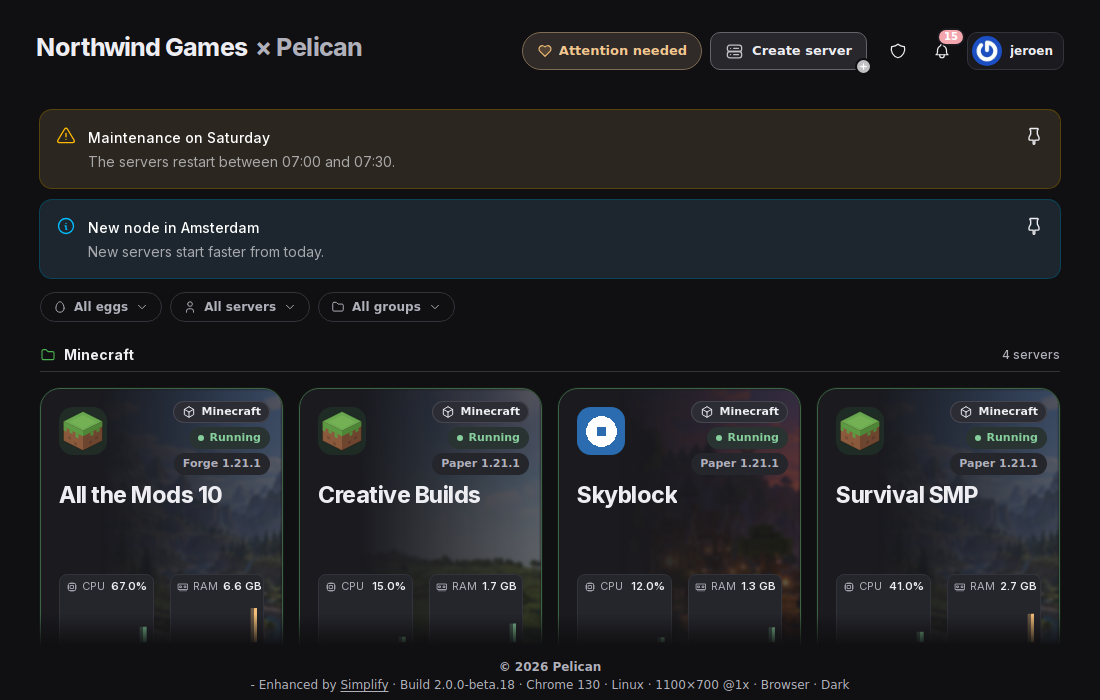 Northwind Games × Pelican
Attention needed
Create server
15
jeroen
Maintenance on Saturday
The servers restart between 07:00 and 07:30.
New node in Amsterdam
New servers start faster from today.
All eggs
All servers
All groups
Minecraft
4 servers
Minecraft
Running
Forge 1.21.1
All the Mods 10
CPU 67.0%
RAM 6.6 GB
Minecraft
Running
Paper 1.21.1
Creative Builds
CPU 15.0%
RAM 1.7 GB
Minecraft
Running
Paper 1.21.1
Skyblock
CPU 12.0%
RAM 1.3 GB
Minecraft
Running
Paper 1.21.1
Survival SMP
CPU 41.0%
RAM 2.7 GB
© 2026 Pelican
- Enhanced by Simplify · Build 2.0.0-beta.18 · Chrome 130 · Linux · 1100×700 @1x · Browser · Dark